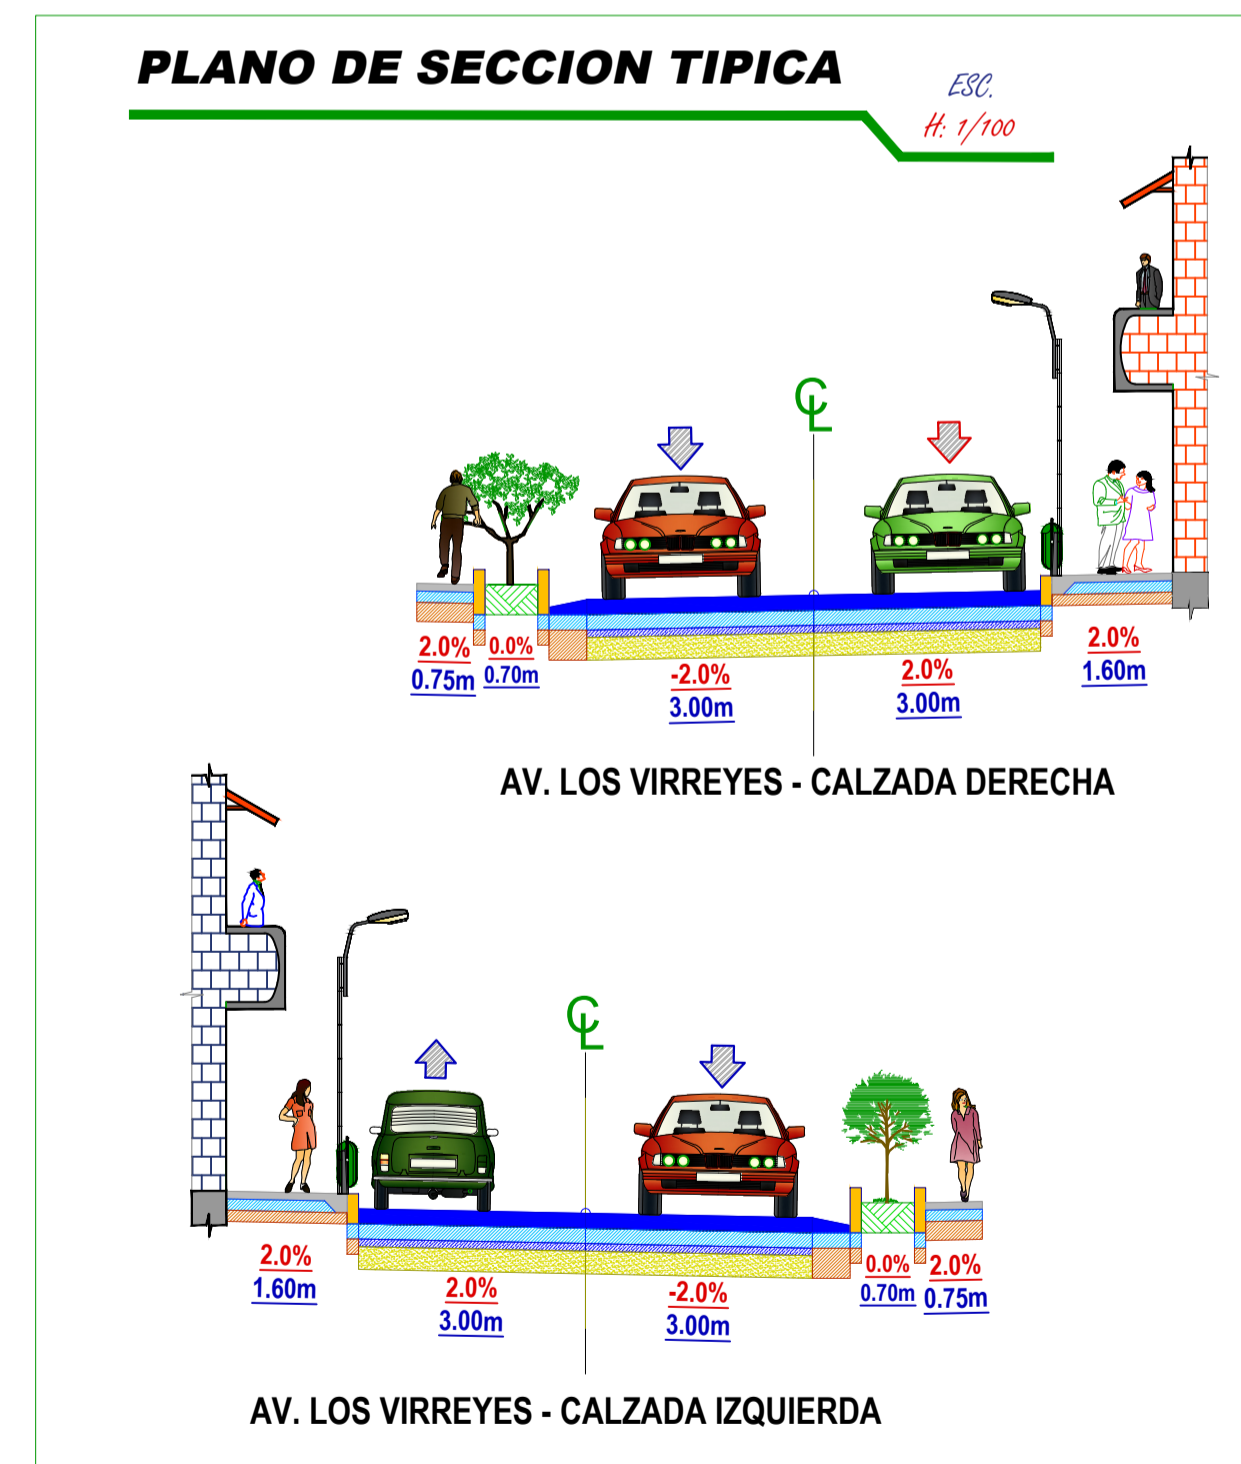 PLANO DE SECCION TIPICA
ESC.
H: 1/100
CL
2.0% 0.0% -2.0% 2.0% 2.0%
0.75m 0.70m 3.00m 3.00m 1.60m
AV. LOS VIRREYES - CALZADA DERECHA
CL
2.0% 2.0% -2.0% 0.0% 2.0%
1.60m 3.00m 3.00m 0.70m 0.75m
AV. LOS VIRREYES - CALZADA IZQUIERDA